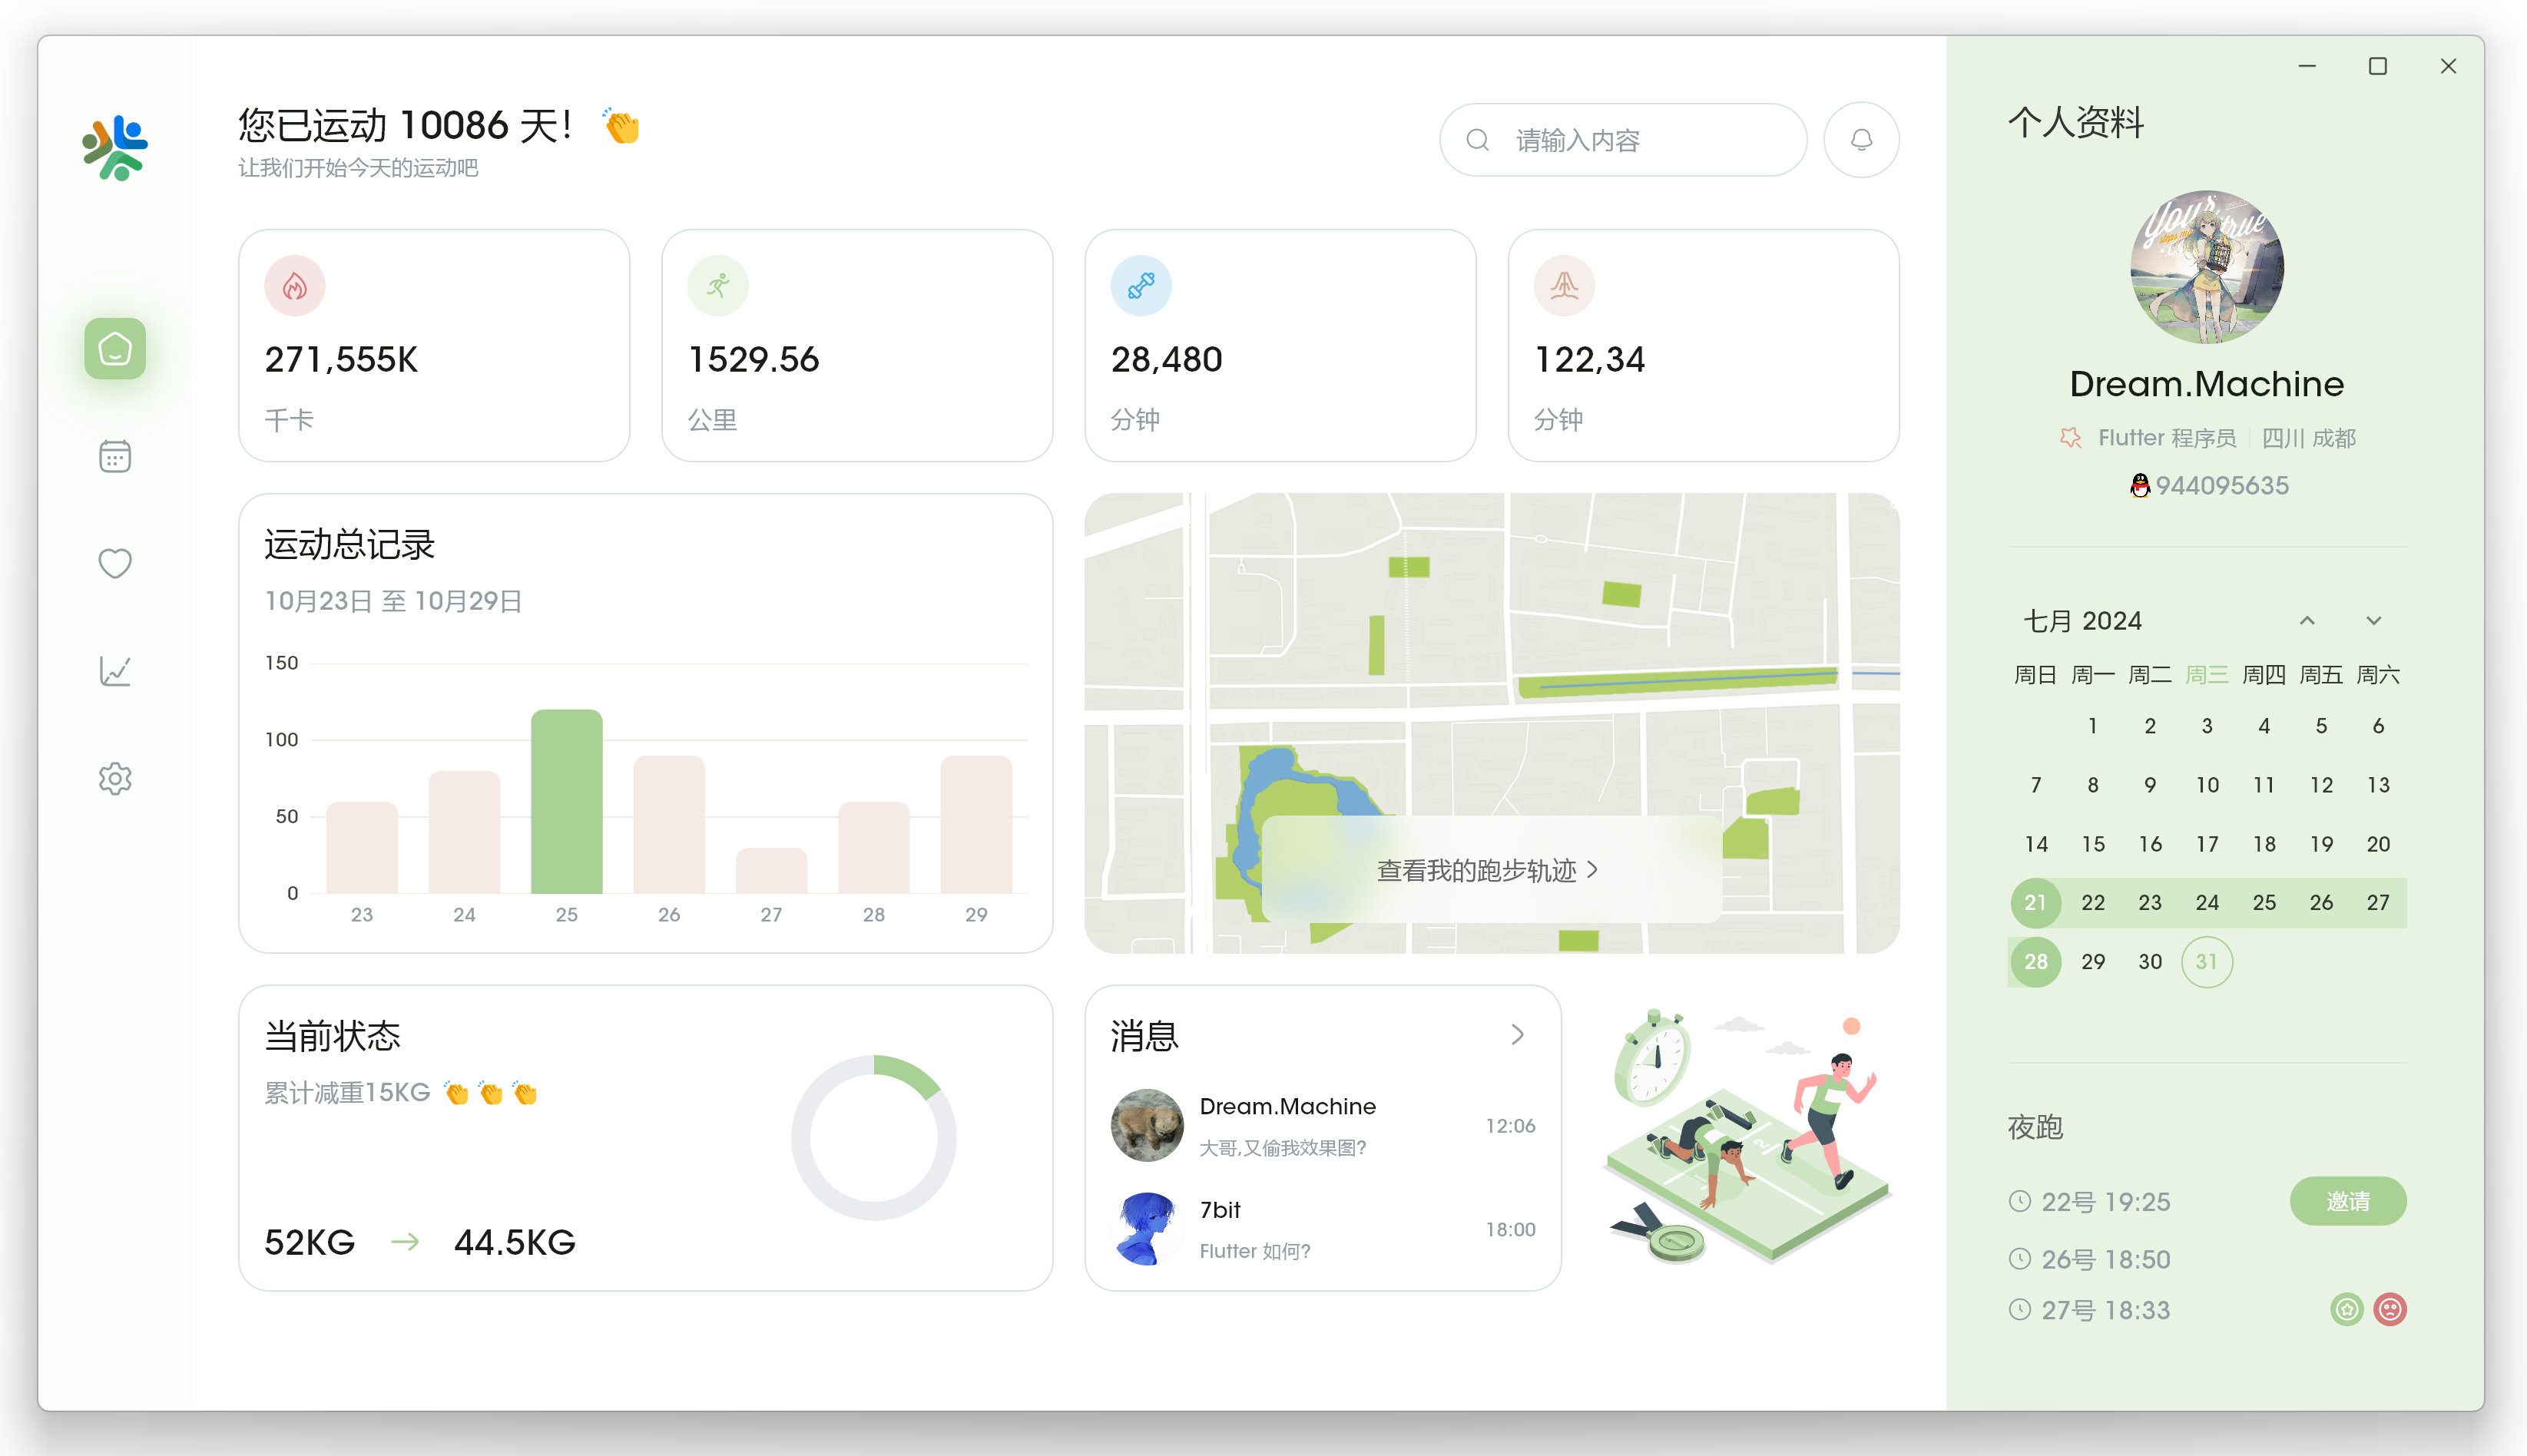 您已运动 10086 天！
让我们开始今天的运动吧
请输入内容
271,555K
千卡
1529.56
公里
28,480
分钟
122,34
分钟
运动总记录
10月23日 至 10月29日
150
100
50
0
23 24 25 26 27 28 29
查看我的跑步轨迹
当前状态
累计减重15KG
52KG → 44.5KG
消息
Dream.Machine
大哥,又偷我效果图?
12:06
7bit
Flutter 如何?
18:00
个人资料
Your
true
Dream.Machine
Flutter 程序员 四川 成都
944095635
七月 2024
周日 周一 周二 周三 周四 周五 周六
1 2 3 4 5 6
7 8 9 10 11 12 13
14 15 16 17 18 19 20
21 22 23 24 25 26 27
28 29 30 31
夜跑
22号 19:25
邀请
26号 18:50
27号 18:33